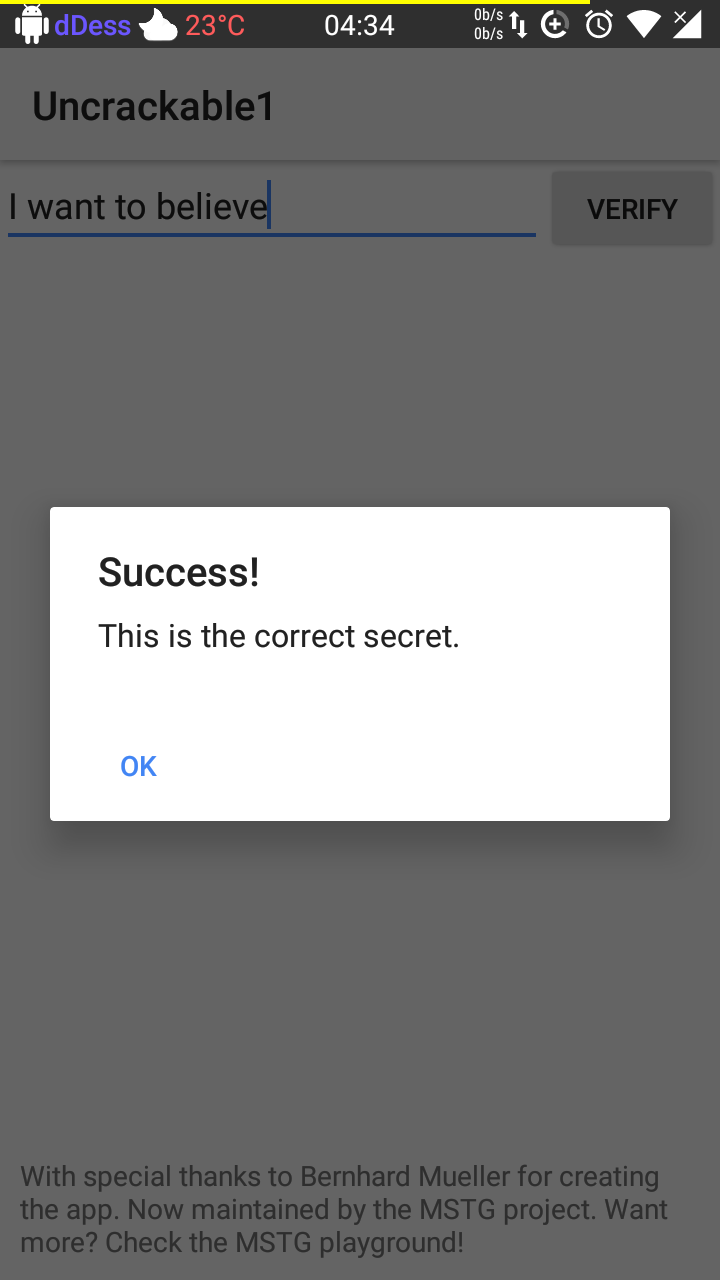 dDess 23°C 04:34 0b/s
0b/s
Uncrackable1
I want to believe VERIFY
Success!
This is the correct secret.
OK
With special thanks to Bernhard Mueller for creating
the app. Now maintained by the MSTG project. Want
more? Check the MSTG playground!